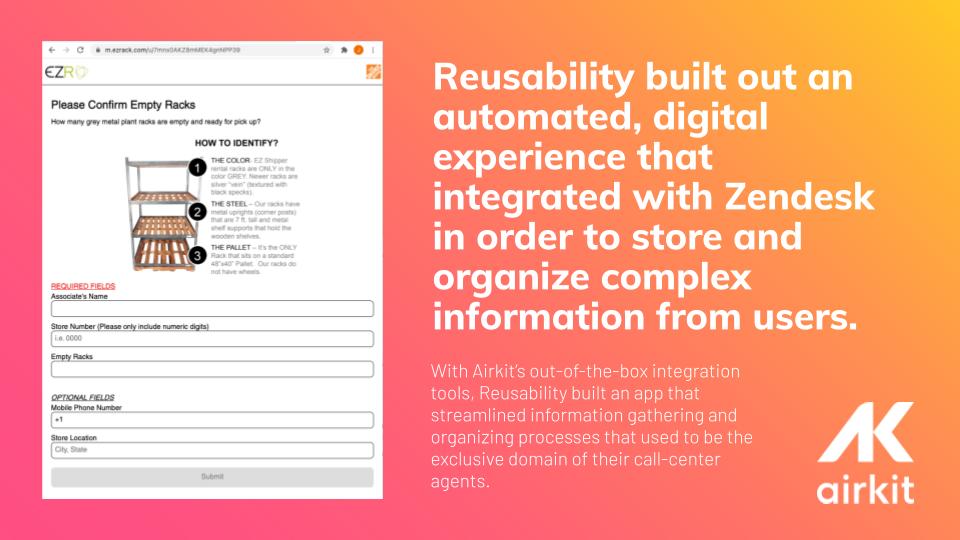 m.ezrack.com/uj7mnx0AKZ8mMEK4gnNPP39
EZR
Please Confirm Empty Racks
How many grey metal plant racks are empty and ready for pick up?
HOW TO IDENTIFY?
1
THE COLOR- EZ Shipper
rental racks are ONLY in the
color GREY. Newer racks are
silver "vein" (textured with
black specks).
2
THE STEEL – Our racks have
metal uprights (corner posts)
that are 7 ft. tall and metal
shelf supports that hold the
wooden shelves.
3
THE PALLET – It's the ONLY
Rack that sits on a standard
48"x40" Pallet. Our racks do
not have wheels.
REQUIRED FIELDS
Associate's Name
Store Number (Please only include numeric digits)
i.e. 0000
Empty Racks
OPTIONAL FIELDS
Mobile Phone Number
+1
Store Location
City, State
Submit
Reusability built out an
automated, digital
experience that
integrated with Zendesk
in order to store and
organize complex
information from users.
With Airkit's out-of-the-box integration
tools, Reusability built an app that
streamlined information gathering and
organizing processes that used to be the
exclusive domain of their call-center
agents.
airkit